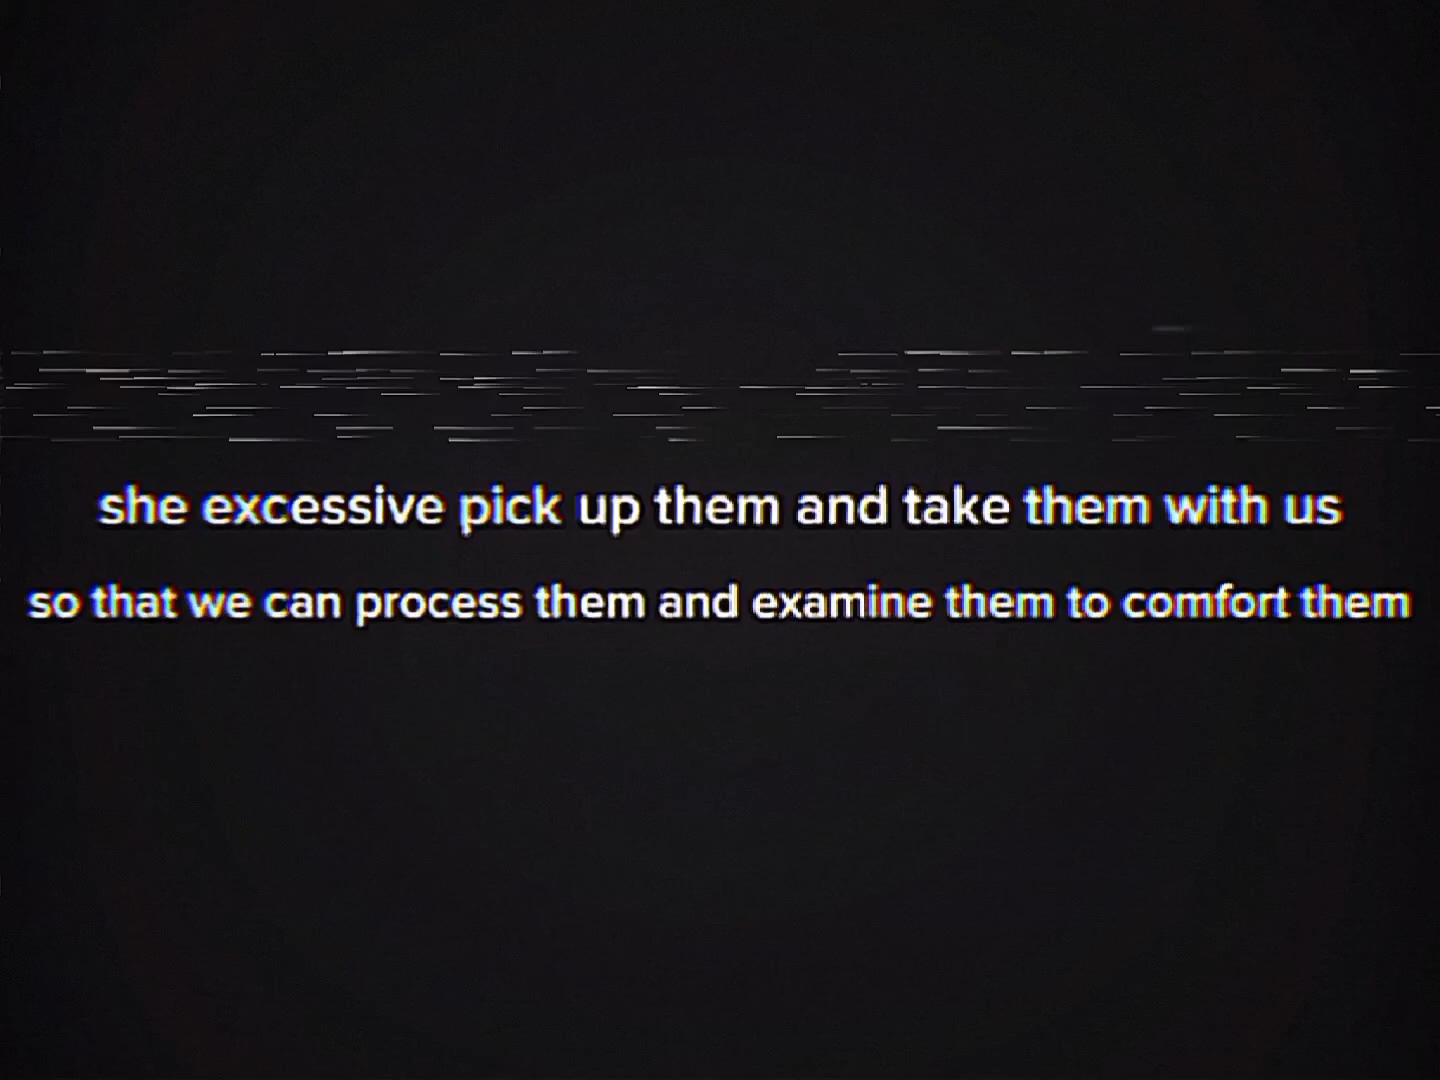 she excessive pick up them and take them with us
so that we can process them and examine them to comfort them